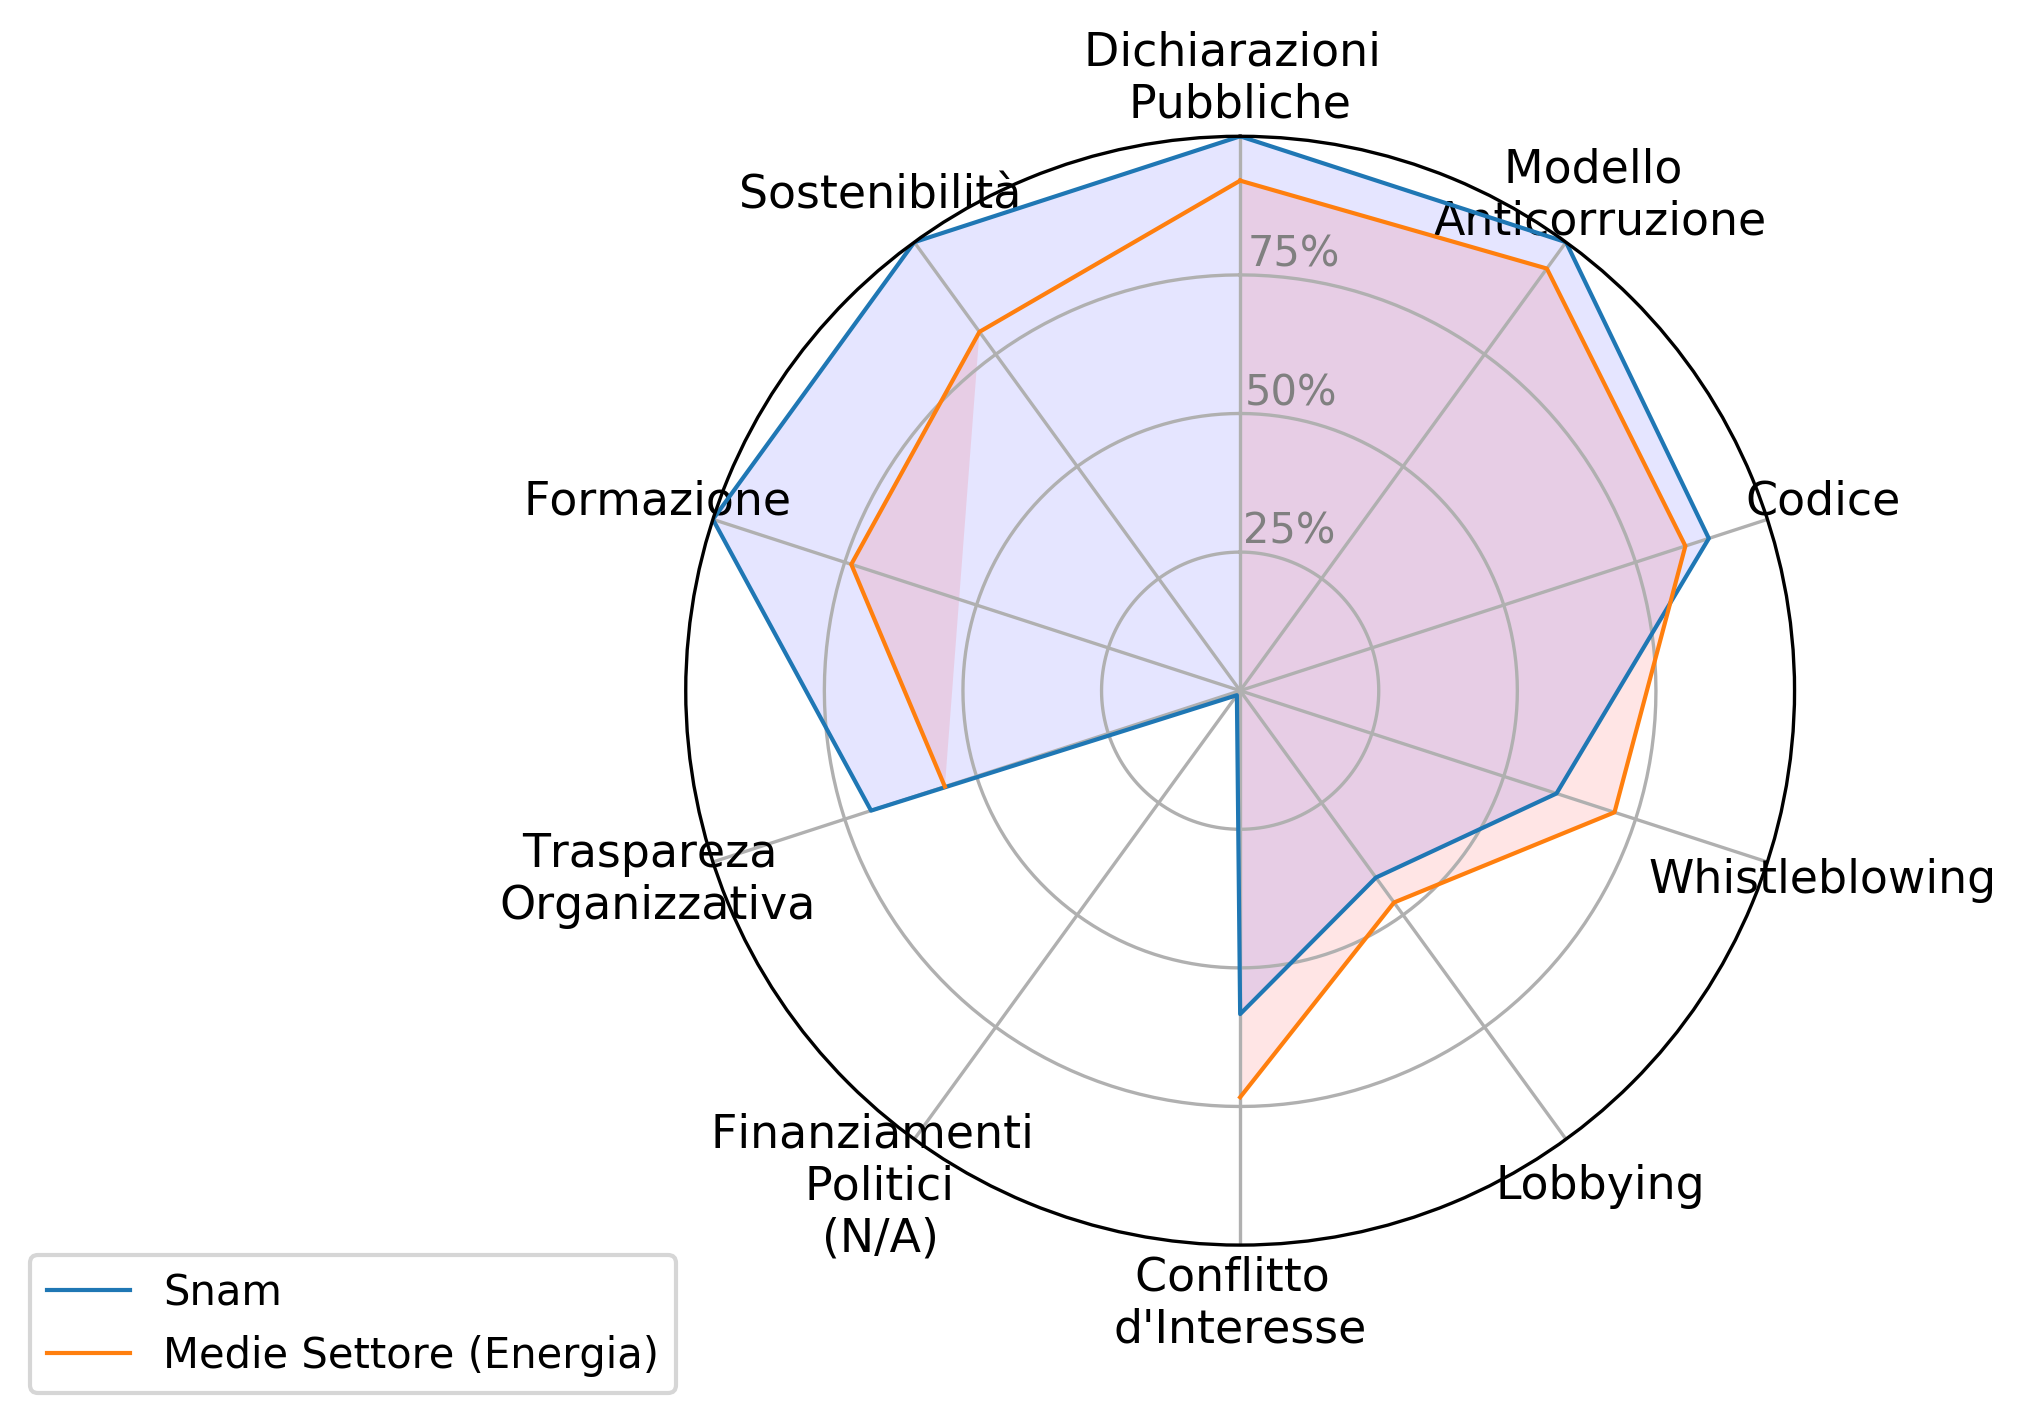 Dichiarazioni
Pubbliche
Modello
Anticorruzione
Sostenibilità
75%
50%
25%
Codice
Formazione
Whistleblowing
Traspareza
Organizzativa
Lobbying
Finanziamenti
Politici
(N/A)
Conflitto
d'Interesse
Snam
Medie Settore (Energia)